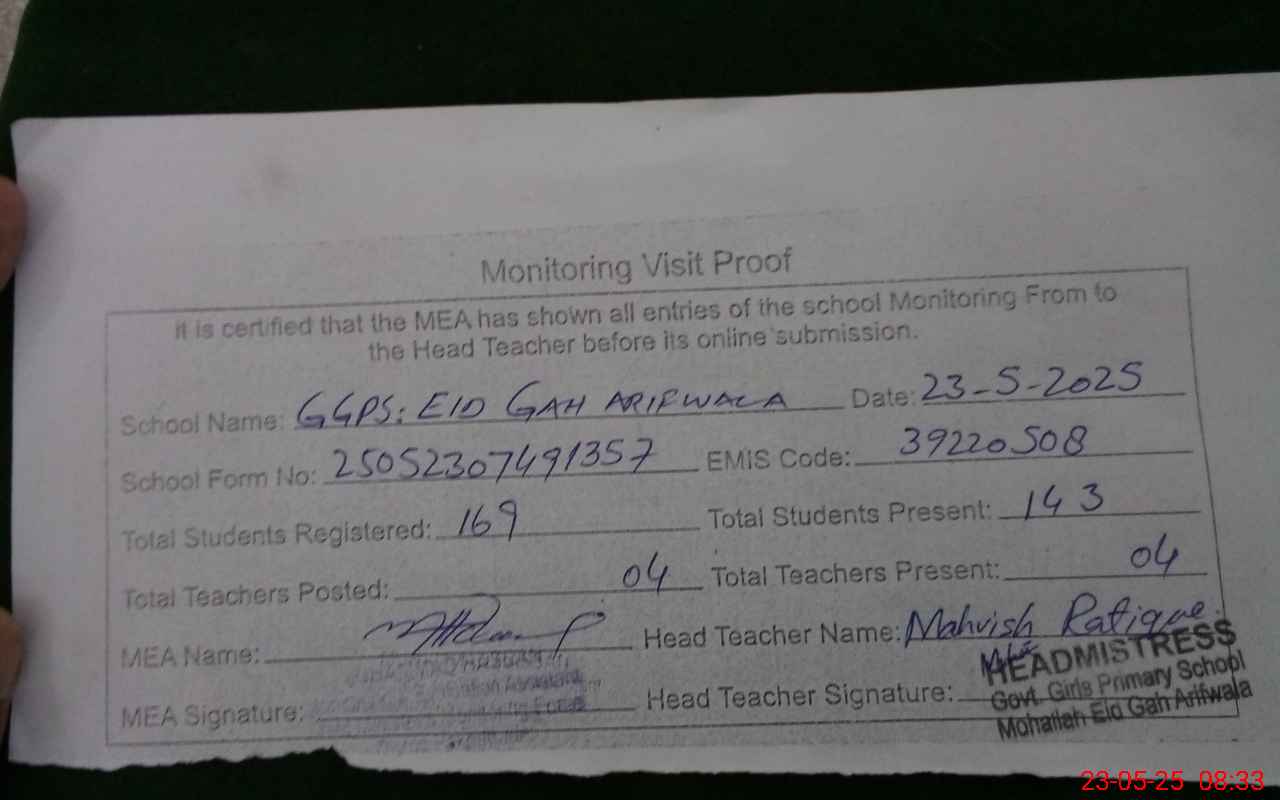 Monitoring Visit Proof
it is certified that the MEA has shown all entries of the school Monitoring From to
the Head Teacher before its online submission.
School Name: GGPS: EID GAH ARIFWALA Date: 23-5-2025
School Form No: 25052307491357 EMIS Code: 39220508
Total Students Registered: 169 Total Students Present: 143
Total Teachers Posted: 04 Total Teachers Present: 04
MEA Name: Head Teacher Name: Mahvish Rafique.
HEADMISTRESS
MEA Signature: Head Teacher Signature:
Govt. Girls Primary School
Mohallah Eid Gah Arifwala
23-05-25 08:33